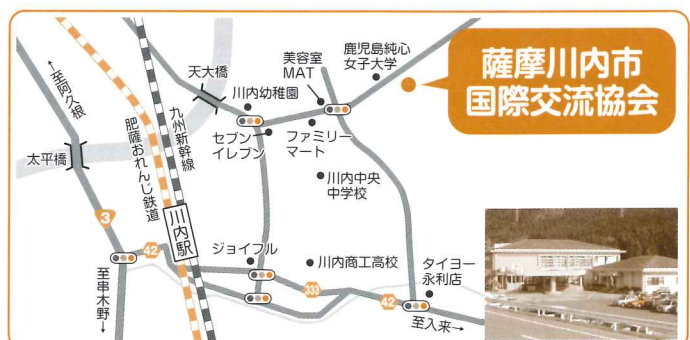 薩摩川内市
国際交流協会
鹿児島純心
女子大学
美容室
MAT
天大橋
川内幼稚園
←至阿久根
九州新幹線
肥薩おれんじ鉄道
太平橋
セブン
イレブン
ファミリー
マート
川内中央
中学校
3
42
川内駅
ジョイフル
川内商工高校
333
タイヨー
永利店
42
至串木野→
至入来→